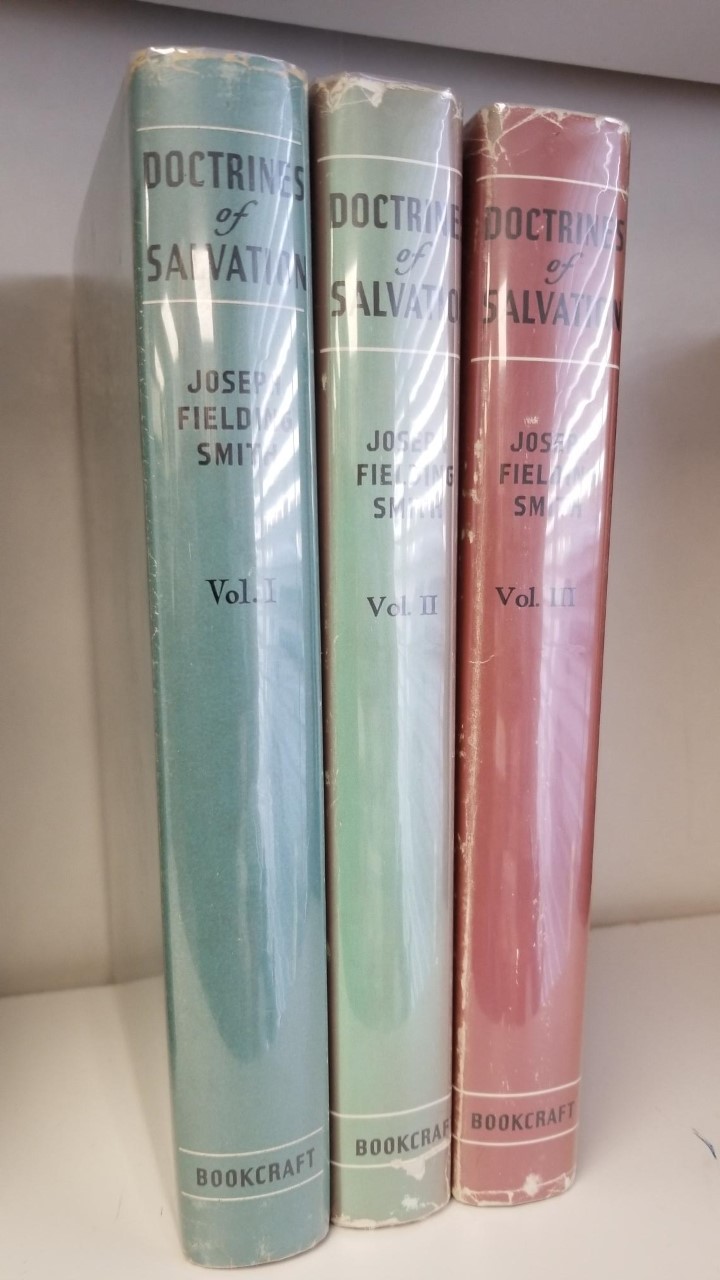 DOCTRINES
of
SALVATION
JOSEPH
FIELDING
SMITH
Vol. I
BOOKCRAFT
DOCTRINES
of
SALVATION
JOSEPH
FIELDING
SMITH
Vol. II
BOOKCRAFT
DOCTRINES
of
SALVATION
JOSEPH
FIELDING
SMITH
Vol. III
BOOKCRAFT